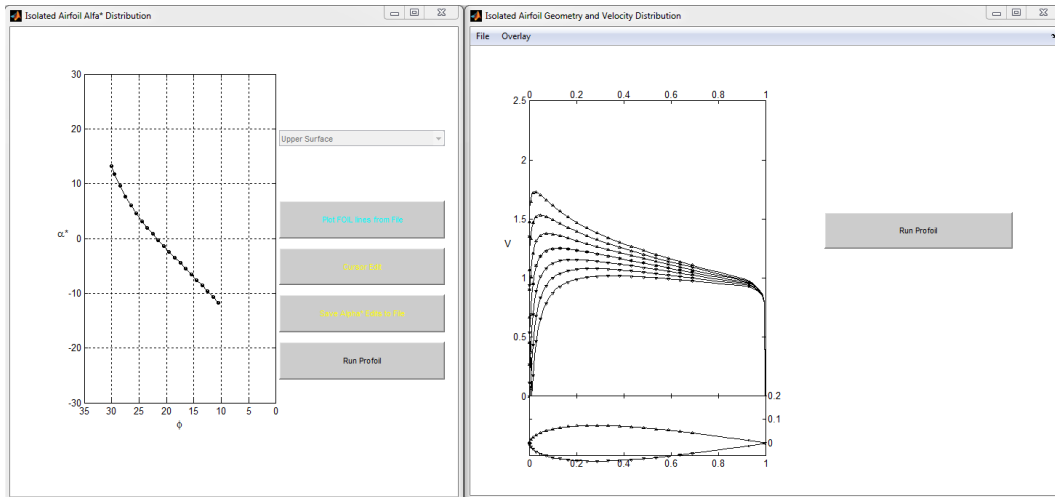 Isolated Airfoil Alfa* Distribution
30
20
10
0
-10
-20
-30
α*
35 30 25 20 15 10 5 0
φ
Upper Surface
Plot FOIL lines from File
Cursor Edit
Save Alpha* Edits to File
Run Profoil
Isolated Airfoil Geometry and Velocity Distribution
File Overlay
0 0.2 0.4 0.6 0.8 1
2.5
2
1.5
V
1
0.5
0
0.2
0.1
0
0 0.2 0.4 0.6 0.8 1
Run Profoil